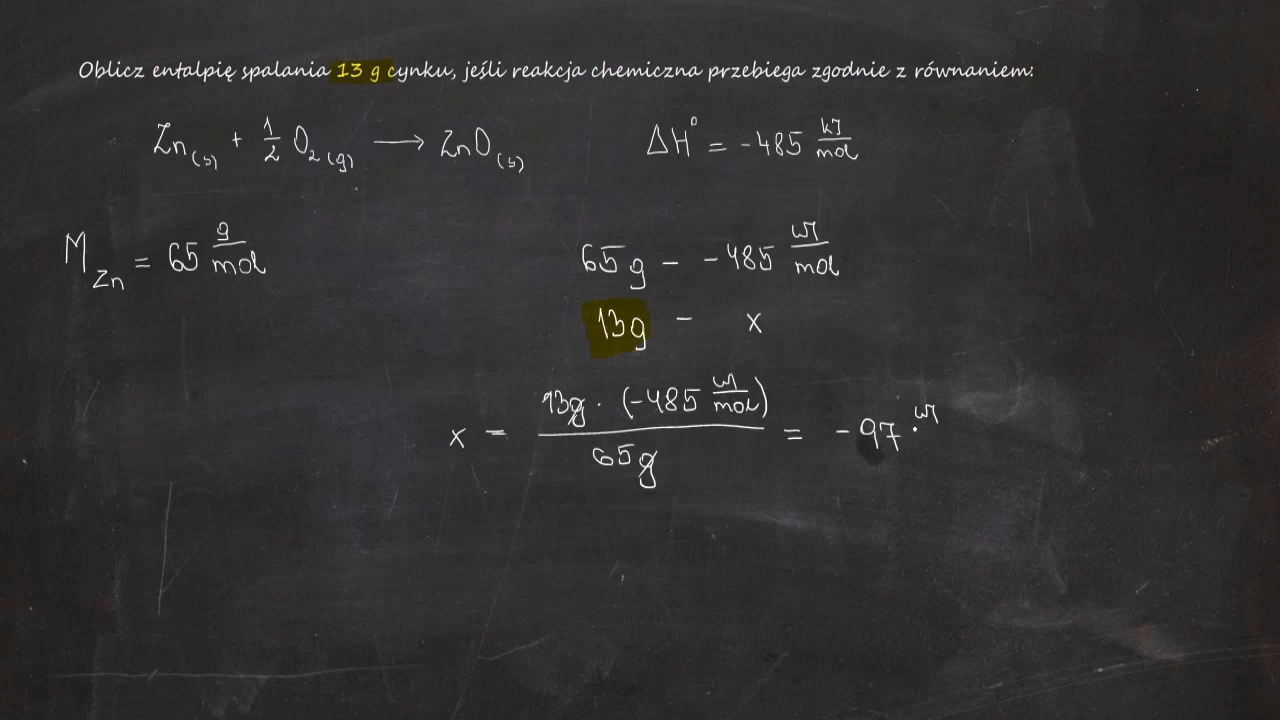 Oblicz entalpię spalania 13 g cynku, jeśli reakcja chemiczna przebiega zgodnie z równaniem:
Zn(s) + 1/2 O2(g) → ZnO(s) ΔH° = -485 kJ/mol
MZn = 65 g/mol
65g - -485 kJ/mol
13g - x
x = 13g · (-485 kJ/mol) / 65g = -97 · kJ